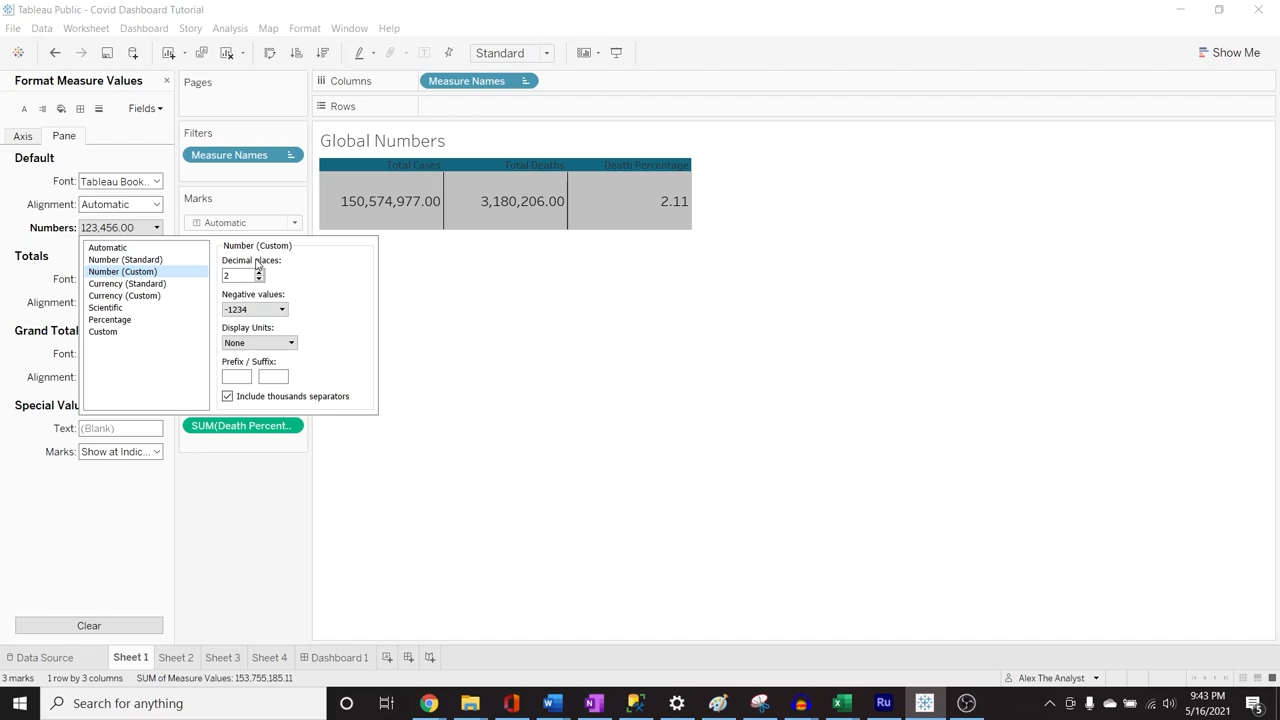 Tableau Public - Covid Dashboard Tutorial
File Data Worksheet Dashboard Story Analysis Map Format Window Help
Standard
Show Me
Format Measure Values
Fields
Axis Pane
Default
Font: Tableau Book...
Alignment: Automatic
Numbers: 123,456.00
Totals
Font:
Alignment:
Grand Total
Font:
Alignment:
Special Valu
Text: (Blank)
Marks: Show at Indic...
Clear
Automatic
Number (Standard)
Number (Custom)
Currency (Standard)
Currency (Custom)
Scientific
Percentage
Custom
Number (Custom)
Decimal places:
2
Negative values:
-1234
Display Units:
None
Prefix / Suffix:
Include thousands separators
Pages
Filters
Measure Names
Marks
Automatic
SUM(Death Percent..
Columns Measure Names
Rows
Global Numbers
Total Cases Total Deaths Death Percentage
150,574,977.00 3,180,206.00 2.11
Data Source Sheet 1 Sheet 2 Sheet 3 Sheet 4 Dashboard 1
3 marks 1 row by 3 columns SUM of Measure Values: 153,755,185.11
Alex The Analyst
Search for anything
9:43 PM
5/16/2021
5